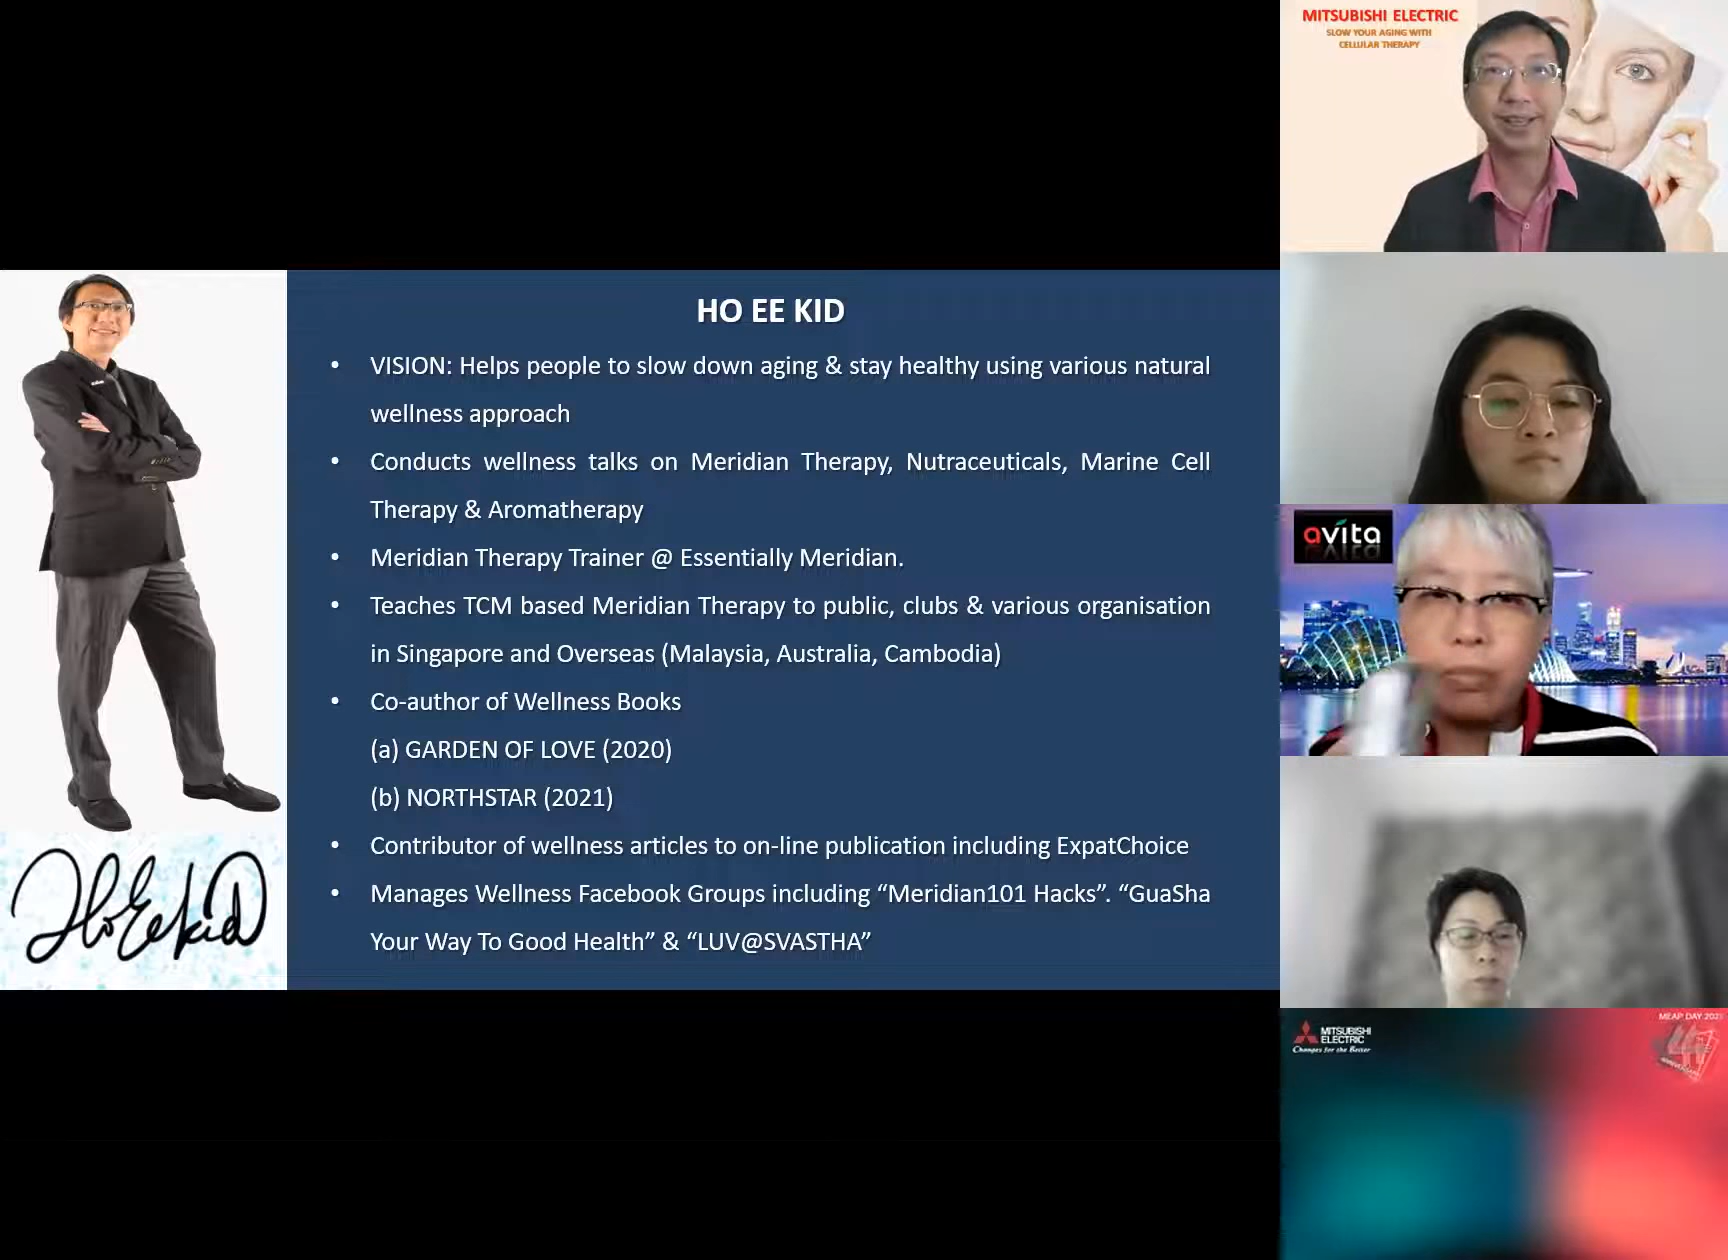 HO EE KID
• VISION: Helps people to slow down aging & stay healthy using various natural
wellness approach
• Conducts wellness talks on Meridian Therapy, Nutraceuticals, Marine Cell
Therapy & Aromatherapy
• Meridian Therapy Trainer @ Essentially Meridian.
• Teaches TCM based Meridian Therapy to public, clubs & various organisation
in Singapore and Overseas (Malaysia, Australia, Cambodia)
• Co-author of Wellness Books
(a) GARDEN OF LOVE (2020)
(b) NORTHSTAR (2021)
• Contributor of wellness articles to on-line publication including ExpatChoice
• Manages Wellness Facebook Groups including “Meridian101 Hacks”. “GuaSha
Your Way To Good Health” & “LUV@SVASTHA”
Ho Ee Kid
MITSUBISHI ELECTRIC
SLOW YOUR AGING WITH
CELLULAR THERAPY
avita
MITSUBISHI
ELECTRIC
Changes for the Better
MEAP DAY 2021
ANNIVERSARY